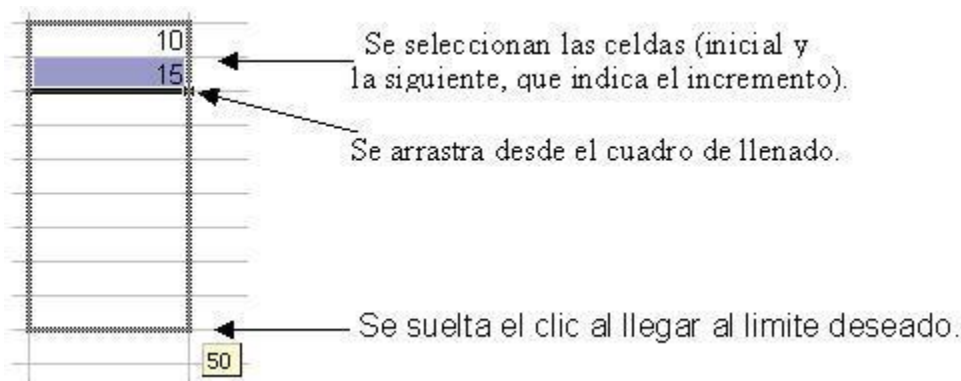 10
15
Se seleccionan las celdas (inicial y
la siguiente, que indica el incremento).
Se arrastra desde el cuadro de llenado.
Se suelta el clic al llegar al limite deseado.
50